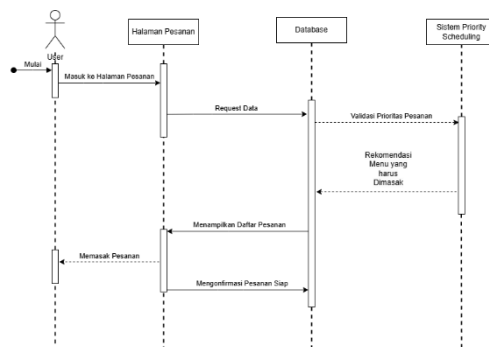 Halaman Pesanan
Database
Sistem Priority
Scheduling
User
Mulai
Masuk ke Halaman Pesanan
Request Data
Validasi Prioritas Pesanan
Rekomendasi
Menu yang
harus
Dimasak
Menampilkan Daftar Pesanan
Memasak Pesanan
Mengonfirmasi Pesanan Siap